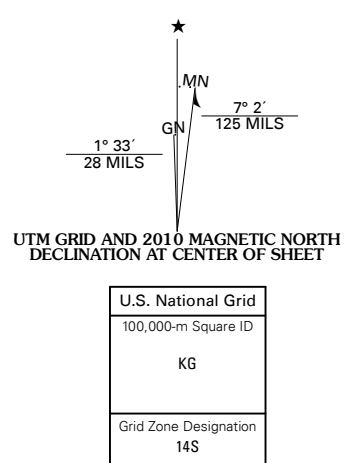 ★
MN
7° 2´
125 MILS
GN
1° 33´
28 MILS
UTM GRID AND 2010 MAGNETIC NORTH
DECLINATION AT CENTER OF SHEET
U.S. National Grid
100,000-m Square ID
KG
Grid Zone Designation
14S